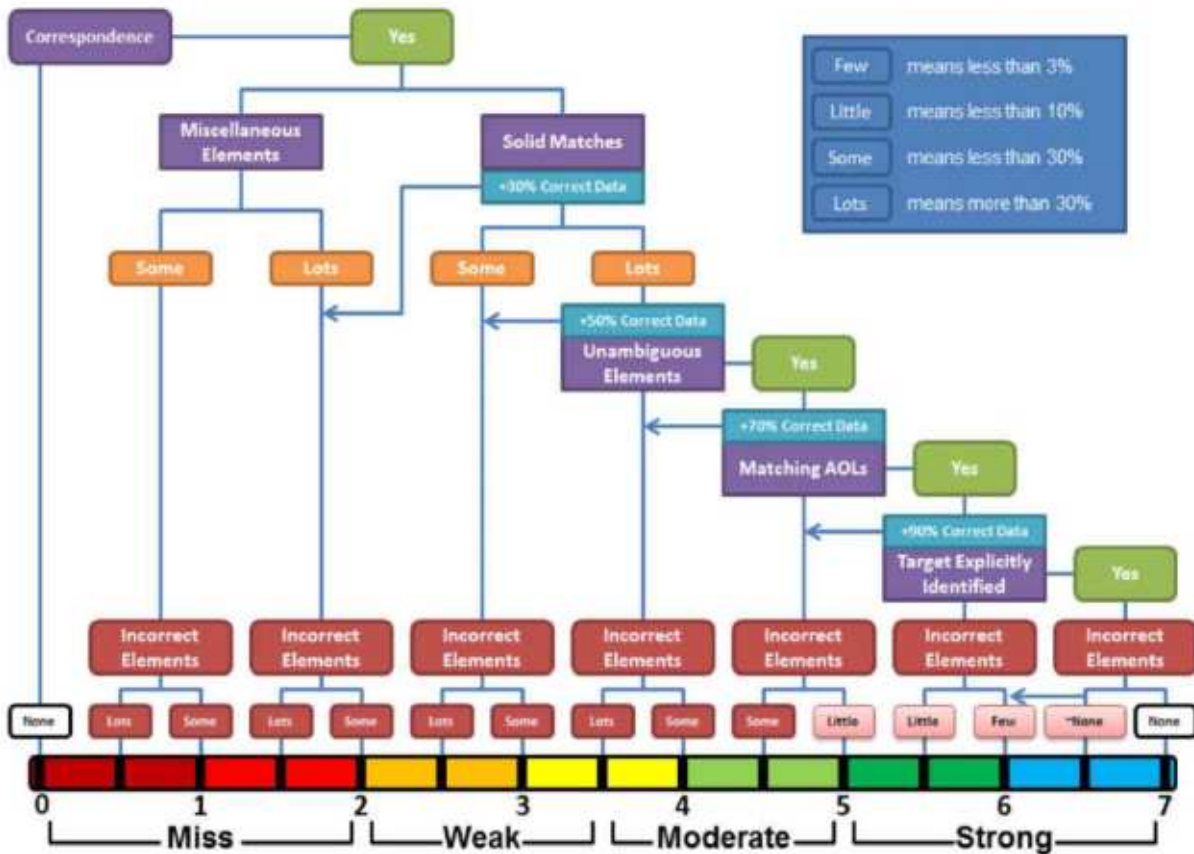 Correspondence
Yes
Few means less than 3%
Little means less than 10%
Some means less than 30%
Lots means more than 30%
Miscellaneous
Elements
Solid Matches
+30% Correct Data
Some
Lots
Some
Lots
+50% Correct Data
Unambiguous
Elements
Yes
+70% Correct Data
Matching AOLs
Yes
+90% Correct Data
Target Explicitly
Identified
Yes
Incorrect
Elements
Incorrect
Elements
Incorrect
Elements
Incorrect
Elements
Incorrect
Elements
Incorrect
Elements
Incorrect
Elements
None
Lots
Some
Lots
Some
Lots
Some
Lots
Some
Some
Little
Little
Few
~None
None
0 1 2 3 4 5 6 7
Miss Weak Moderate Strong